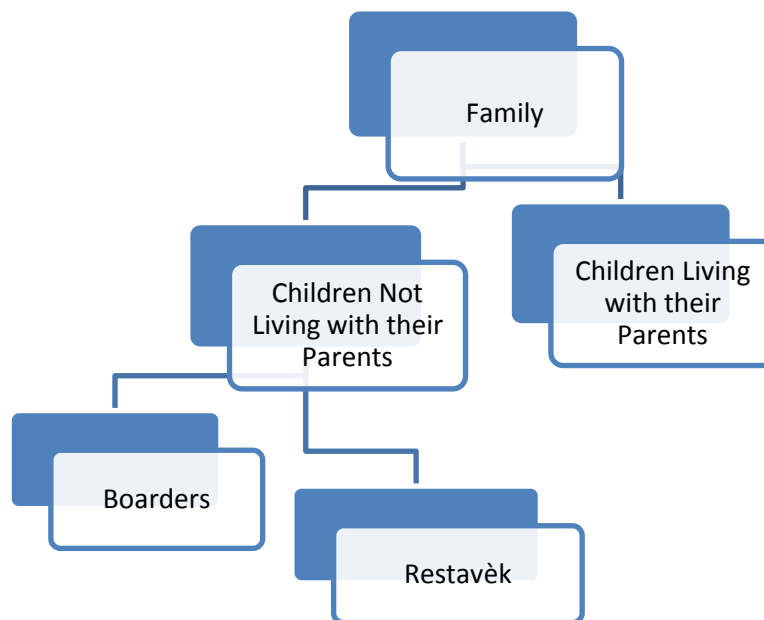 Family
Children Not
Living with their
Parents
Children Living
with their
Parents
Boarders
Restavèk